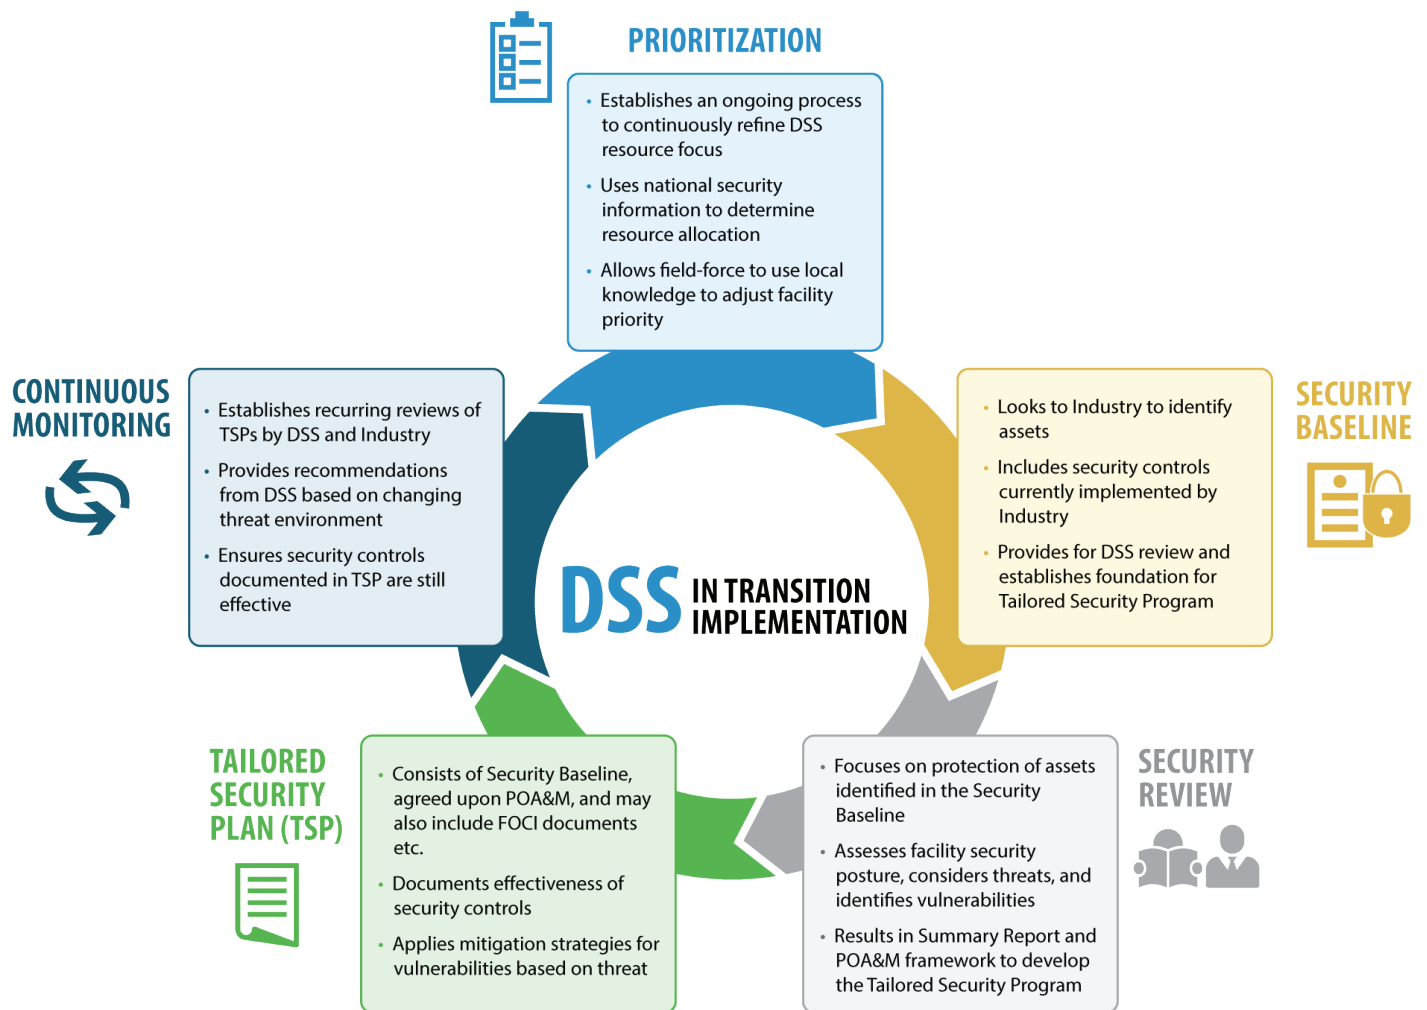 PRIORITIZATION
• Establishes an ongoing process
to continuously refine DSS
resource focus
• Uses national security
information to determine
resource allocation
• Allows field-force to use local
knowledge to adjust facility
priority
CONTINUOUS
MONITORING
• Establishes recurring reviews of
TSPs by DSS and Industry
• Provides recommendations
from DSS based on changing
threat environment
• Ensures security controls
documented in TSP are still
effective
SECURITY
BASELINE
• Looks to Industry to identify
assets
• Includes security controls
currently implemented by
Industry
• Provides for DSS review and
establishes foundation for
Tailored Security Program
DSS IN TRANSITION
IMPLEMENTATION
TAILORED
SECURITY
PLAN (TSP)
• Consists of Security Baseline,
agreed upon POA&M, and may
also include FOCI documents
etc.
• Documents effectiveness of
security controls
• Applies mitigation strategies for
vulnerabilities based on threat
SECURITY
REVIEW
• Focuses on protection of assets
identified in the Security
Baseline
• Assesses facility security
posture, considers threats, and
identifies vulnerabilities
• Results in Summary Report and
POA&M framework to develop
the Tailored Security Program